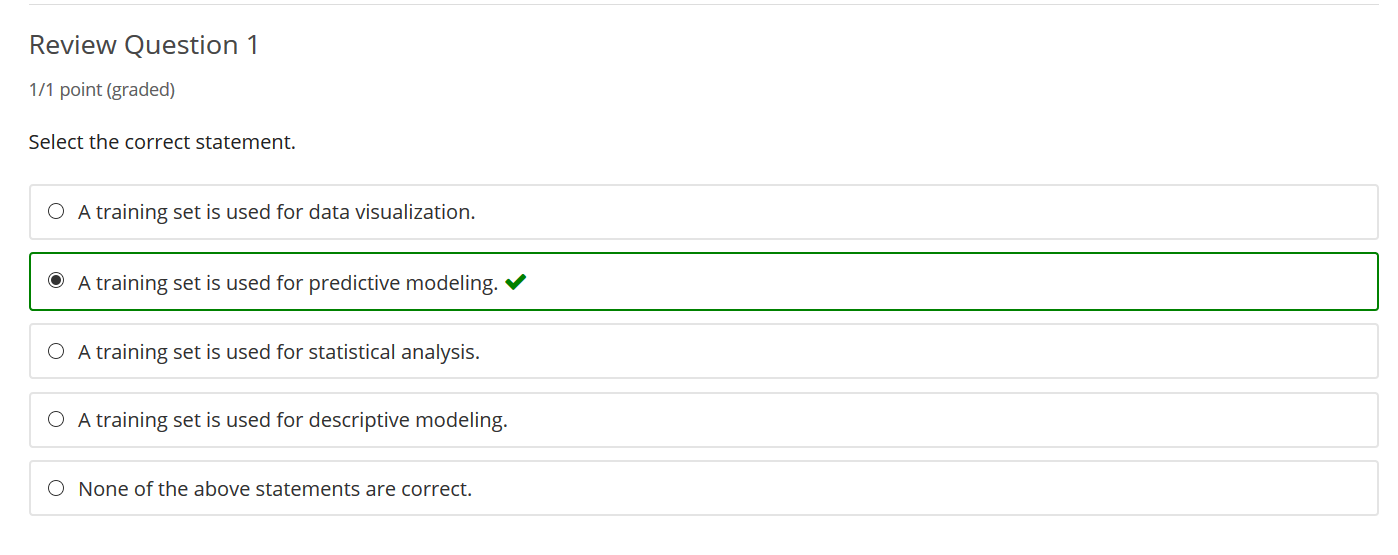 Review Question 1
1/1 point (graded)
Select the correct statement.
A training set is used for data visualization.
A training set is used for predictive modeling.
A training set is used for statistical analysis.
A training set is used for descriptive modeling.
None of the above statements are correct.